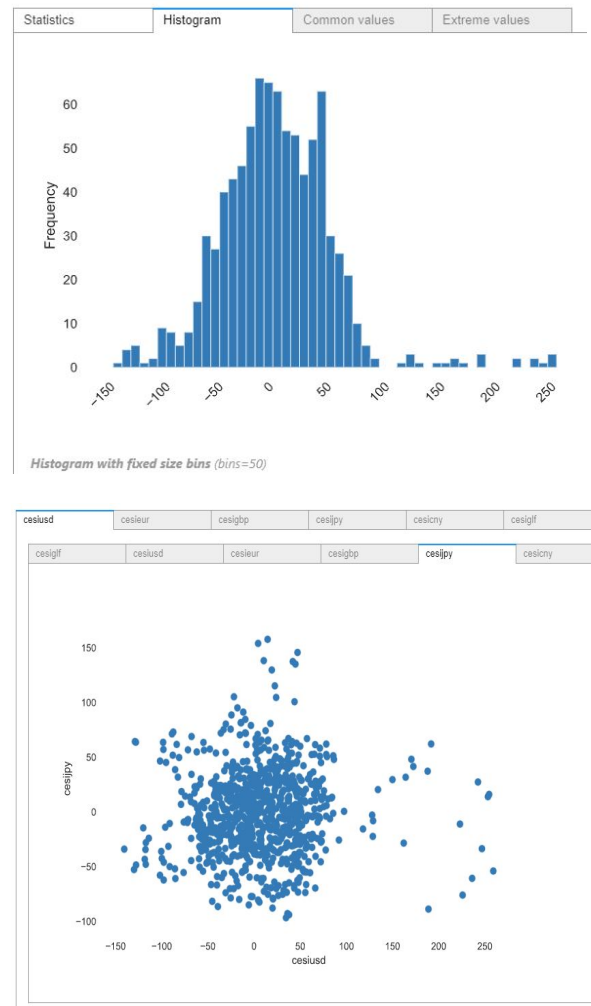 Statistics Histogram Common values Extreme values
60
50
40
30
20
10
0
Frequency
−150 −100 −50 0 50 100 150 200 250
Histogram with fixed size bins (bins=50)
cesiusd cesieur cesigbp cesijpy cesicny cesiglf
cesiglf cesiusd cesieur cesigbp cesijpy cesicny
150
100
50
0
−50
−100
cesijpy
−150 −100 −50 0 50 100 150 200 250
cesiusd